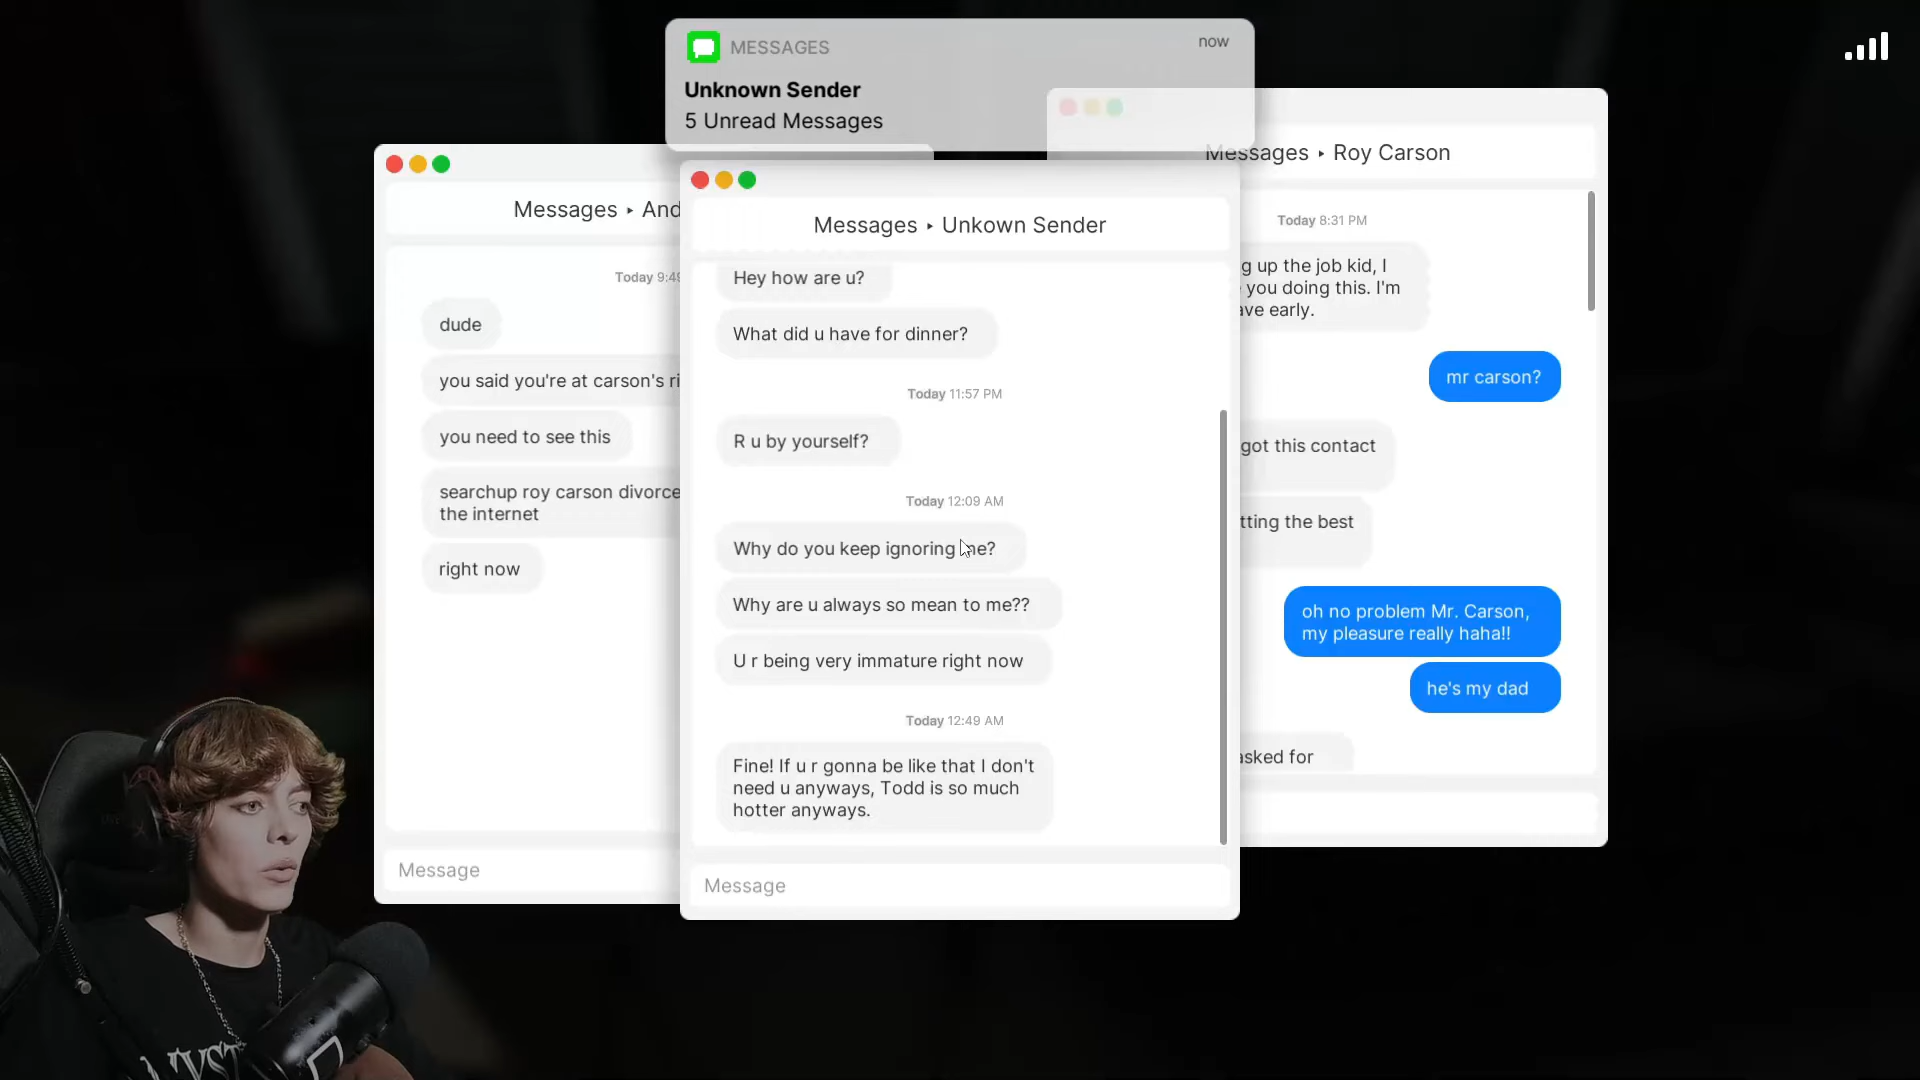 MESSAGES
now
Unknown Sender
5 Unread Messages
Messages ‣ And
Today 9:49
dude
you said you're at carson's ri
you need to see this
searchup roy carson divorce
the internet
right now
Message
Messages ‣ Unkown Sender
Hey how are u?
What did u have for dinner?
Today 11:57 PM
R u by yourself?
Today 12:09 AM
Why do you keep ignoring me?
Why are u always so mean to me??
U r being very immature right now
Today 12:49 AM
Fine! If u r gonna be like that I don't
need u anyways, Todd is so much
hotter anyways.
Message
Messages ‣ Roy Carson
Today 8:31 PM
g up the job kid, I
you doing this. I'm
ave early.
mr carson?
got this contact
tting the best
oh no problem Mr. Carson,
my pleasure really haha!!
he's my dad
asked for